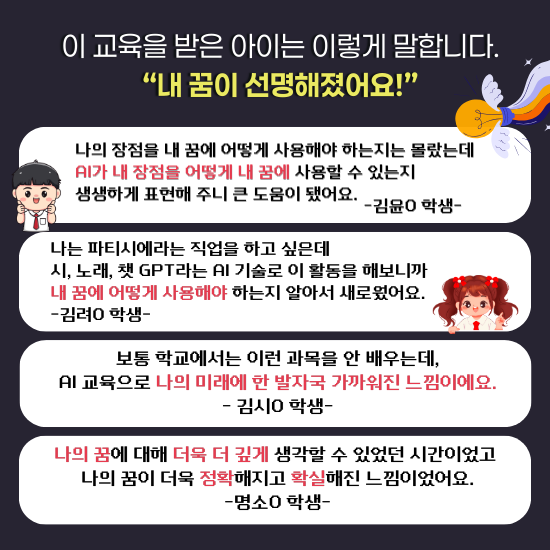 이 교육을 받은 아이는 이렇게 말합니다.
“내 꿈이 선명해졌어요!”
나의 장점을 내 꿈에 어떻게 사용해야 하는지는 몰랐는데
AI가 내 장점을 어떻게 내 꿈에 사용할 수 있는지
생생하게 표현해 주니 큰 도움이 됐어요.
-김윤O 학생-
나는 파티시에라는 직업을 하고 싶은데
시, 노래, 챗 GPT라는 AI 기술로 이 활동을 해보니까
내 꿈에 어떻게 사용해야 하는지 알아서 새로웠어요.
-김려O 학생-
보통 학교에서는 이런 과목을 안 배우는데,
AI 교육으로 나의 미래에 한 발자국 가까워진 느낌이에요.
- 김시O 학생-
나의 꿈에 대해 더욱 더 깊게 생각할 수 있었던 시간이었고
나의 꿈이 더욱 정확해지고 확실해진 느낌이었어요.
-명소O 학생-